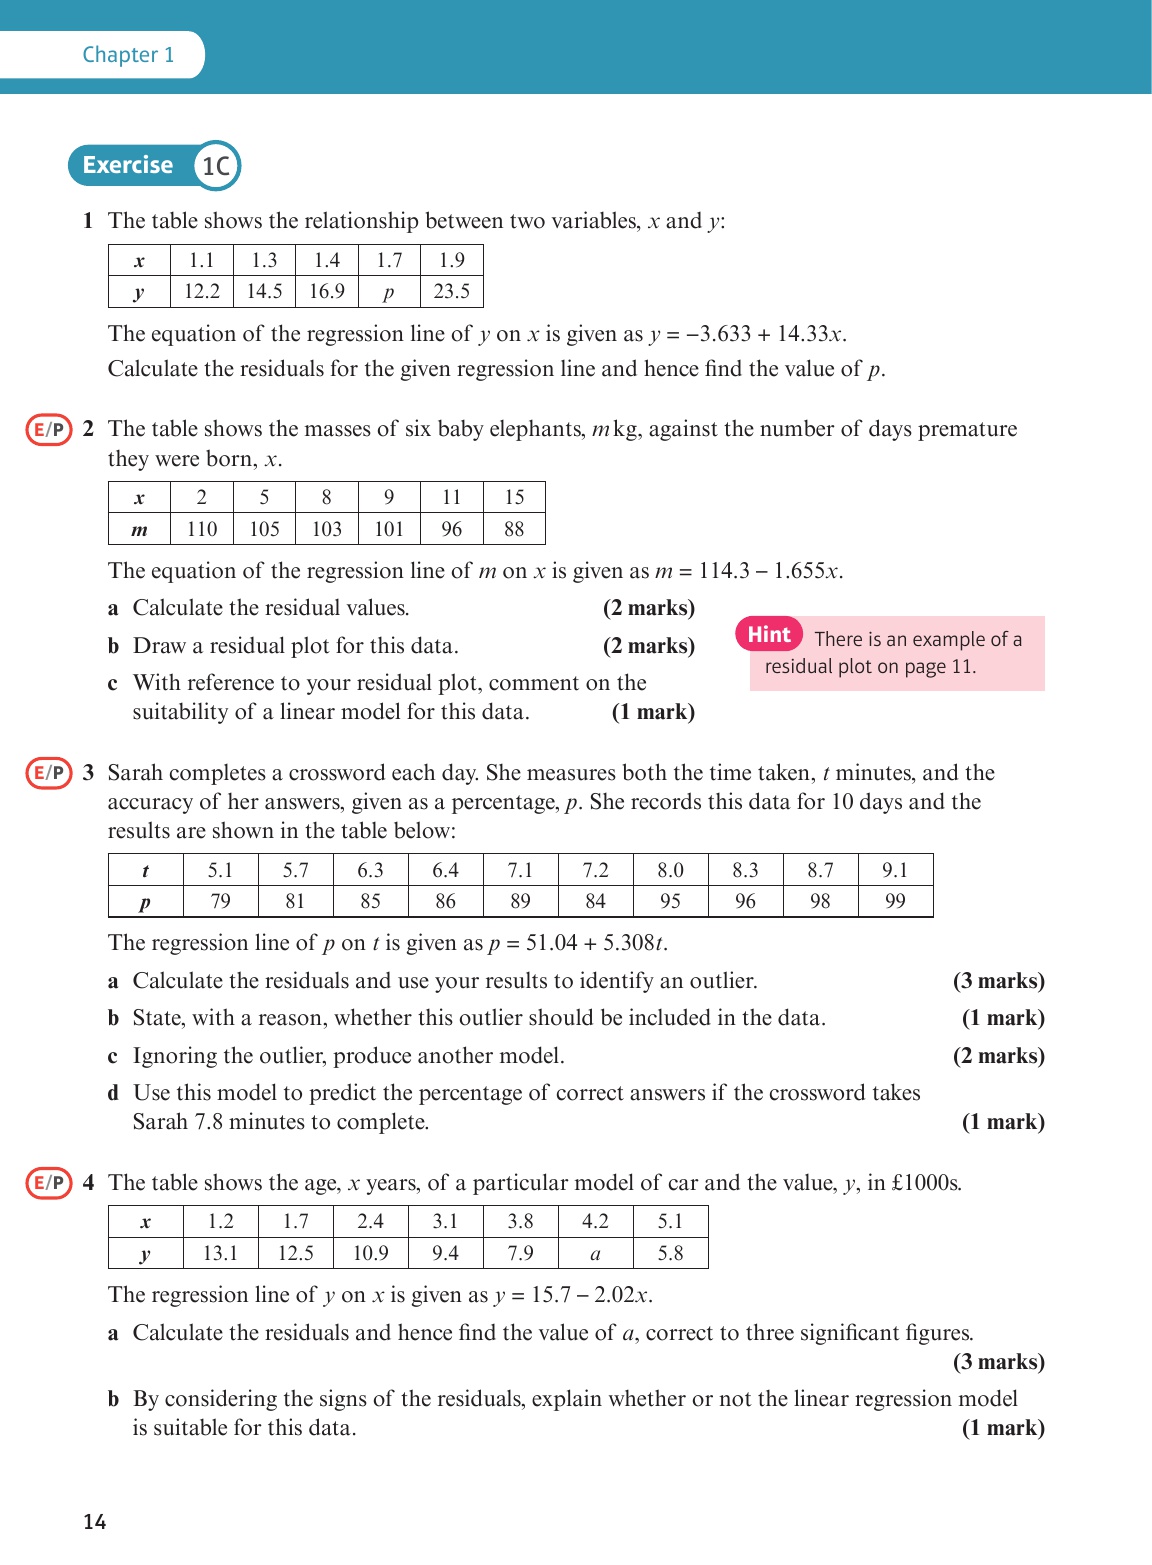 Chapter 1
Exercise 1C
1 The table shows the relationship between two variables, x and y:
x 1.1 1.3 1.4 1.7 1.9
y 12.2 14.5 16.9 p 23.5
The equation of the regression line of y on x is given as y = −3.633 + 14.33x.
Calculate the residuals for the given regression line and hence find the value of p.
E/P 2 The table shows the masses of six baby elephants, m kg, against the number of days premature
they were born, x.
x 2 5 8 9 11 15
m 110 105 103 101 96 88
The equation of the regression line of m on x is given as m = 114.3 − 1.655x.
a Calculate the residual values. (2 marks)
b Draw a residual plot for this data. (2 marks)
c With reference to your residual plot, comment on the
suitability of a linear model for this data. (1 mark)
Hint There is an example of a
residual plot on page 11.
E/P 3 Sarah completes a crossword each day. She measures both the time taken, t minutes, and the
accuracy of her answers, given as a percentage, p. She records this data for 10 days and the
results are shown in the table below:
t 5.1 5.7 6.3 6.4 7.1 7.2 8.0 8.3 8.7 9.1
p 79 81 85 86 89 84 95 96 98 99
The regression line of p on t is given as p = 51.04 + 5.308t.
a Calculate the residuals and use your results to identify an outlier. (3 marks)
b State, with a reason, whether this outlier should be included in the data. (1 mark)
c Ignoring the outlier, produce another model. (2 marks)
d Use this model to predict the percentage of correct answers if the crossword takes
Sarah 7.8 minutes to complete. (1 mark)
E/P 4 The table shows the age, x years, of a particular model of car and the value, y, in £1000s.
x 1.2 1.7 2.4 3.1 3.8 4.2 5.1
y 13.1 12.5 10.9 9.4 7.9 a 5.8
The regression line of y on x is given as y = 15.7 − 2.02x.
a Calculate the residuals and hence find the value of a, correct to three significant figures.
(3 marks)
b By considering the signs of the residuals, explain whether or not the linear regression model
is suitable for this data. (1 mark)
14